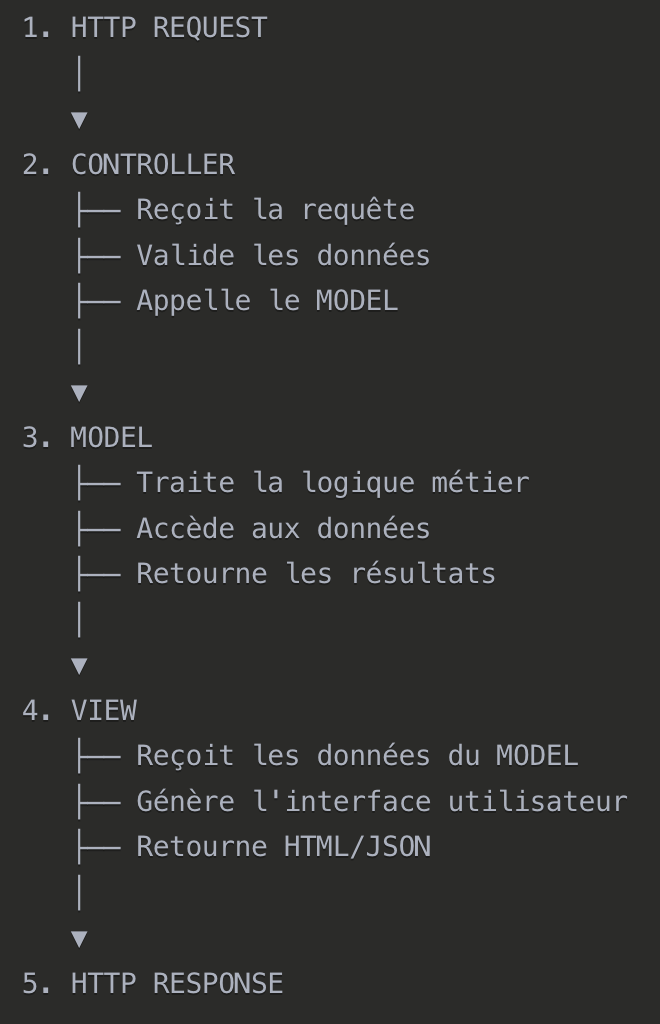 1. HTTP REQUEST
│
▼
2. CONTROLLER
├── Reçoit la requête
├── Valide les données
├── Appelle le MODEL
│
▼
3. MODEL
├── Traite la logique métier
├── Accède aux données
├── Retourne les résultats
│
▼
4. VIEW
├── Reçoit les données du MODEL
├── Génère l'interface utilisateur
├── Retourne HTML/JSON
│
▼
5. HTTP RESPONSE